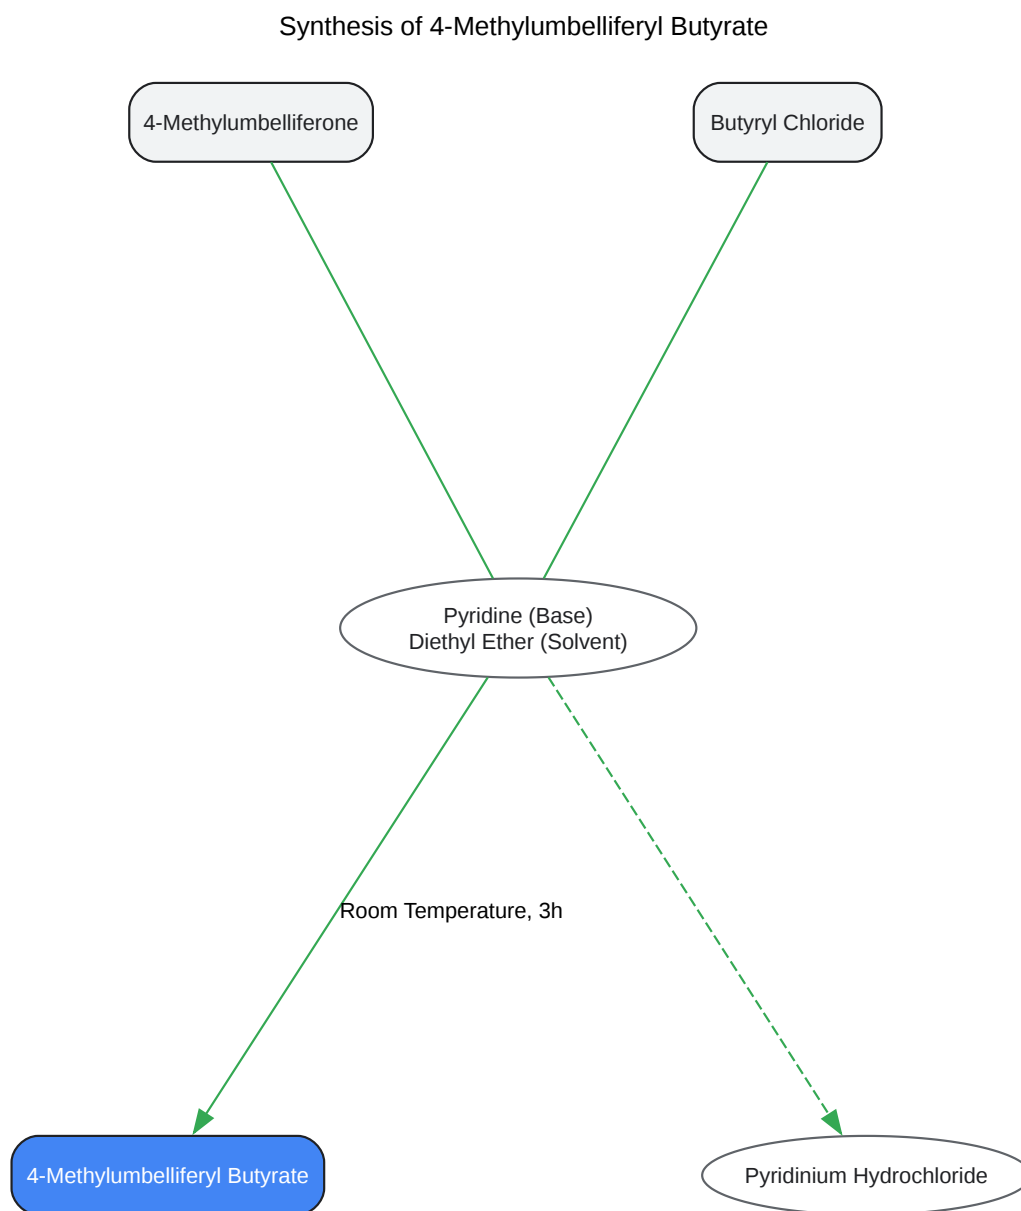 Synthesis of 4-Methylumbelliferyl Butyrate
4-Methylumbelliferone
Butyryl Chloride
Pyridine (Base)
Diethyl Ether (Solvent)
Room Temperature, 3h
4-Methylumbelliferyl Butyrate
Pyridinium Hydrochloride